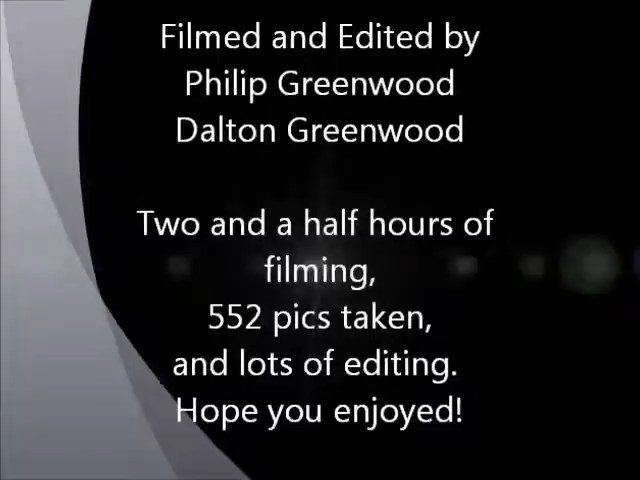 Filmed and Edited by
Philip Greenwood
Dalton Greenwood
Two and a half hours of
filming,
552 pics taken,
and lots of editing.
Hope you enjoyed!